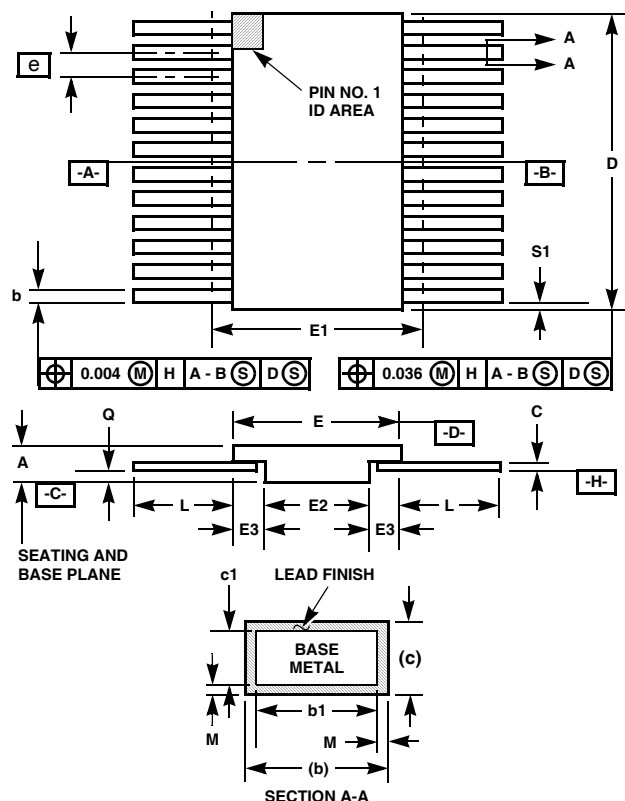 A
e
A
PIN NO. 1
ID AREA
-A-
-B-
D
S1
b
E1
0.004 M H A - B S D S
0.036 M H A - B S D S
Q
E
C
-D-
A
-C-
-H-
L
E2
L
E3
E3
SEATING AND
BASE PLANE
c1
LEAD FINISH
BASE
METAL
(c)
b1
M
M
(b)
SECTION A-A